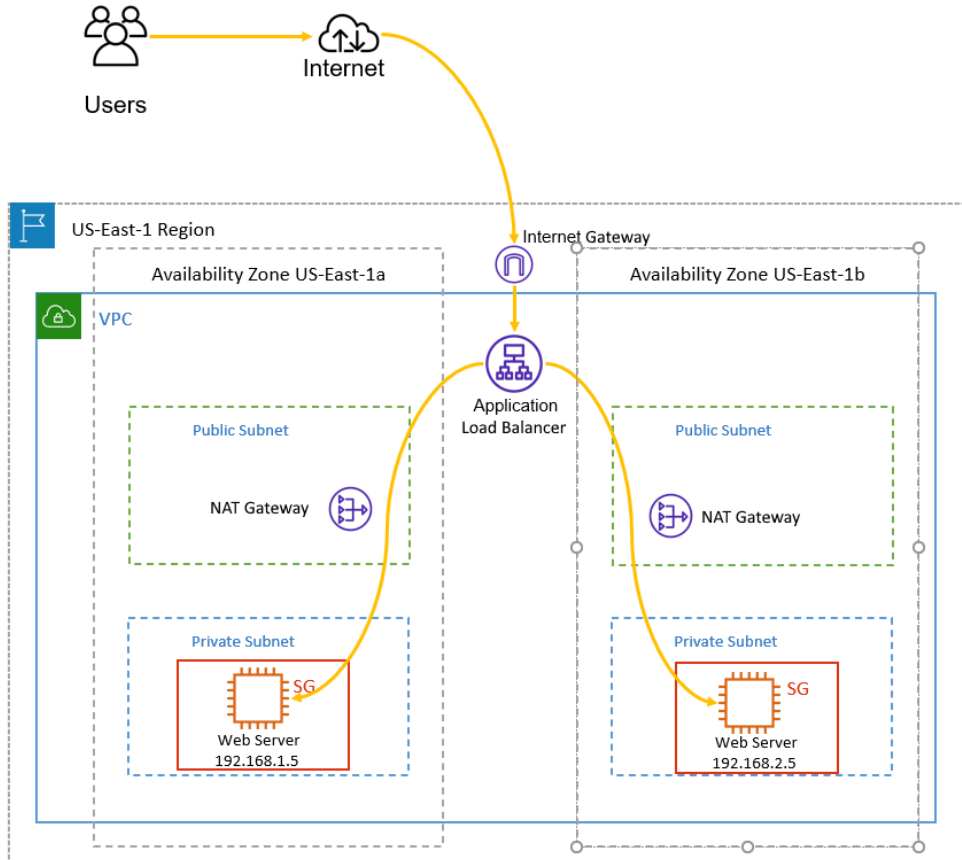 Users
Internet
US-East-1 Region
Internet Gateway
Availability Zone US-East-1a
Availability Zone US-East-1b
VPC
Application
Load Balancer
Public Subnet
Public Subnet
NAT Gateway
NAT Gateway
Private Subnet
Private Subnet
SG
SG
Web Server
192.168.1.5
Web Server
192.168.2.5